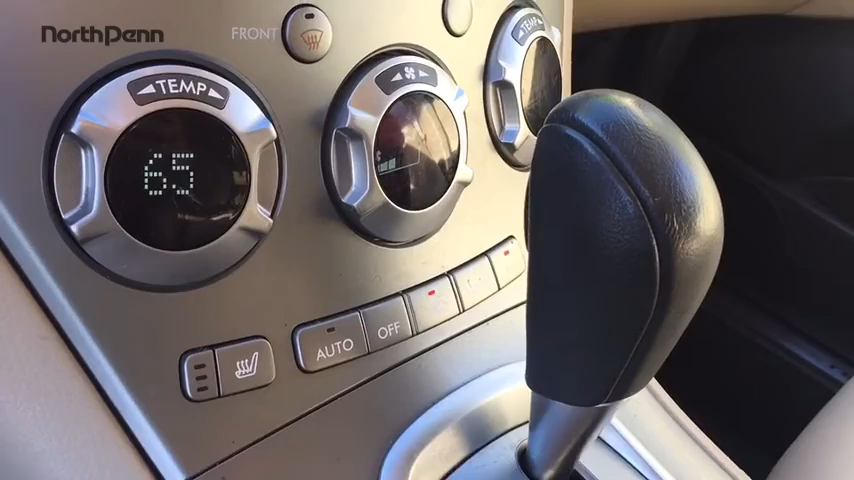 NorthPenn
FRONT
◄TEMP►
◄TEMP►
65
AUTO
OFF